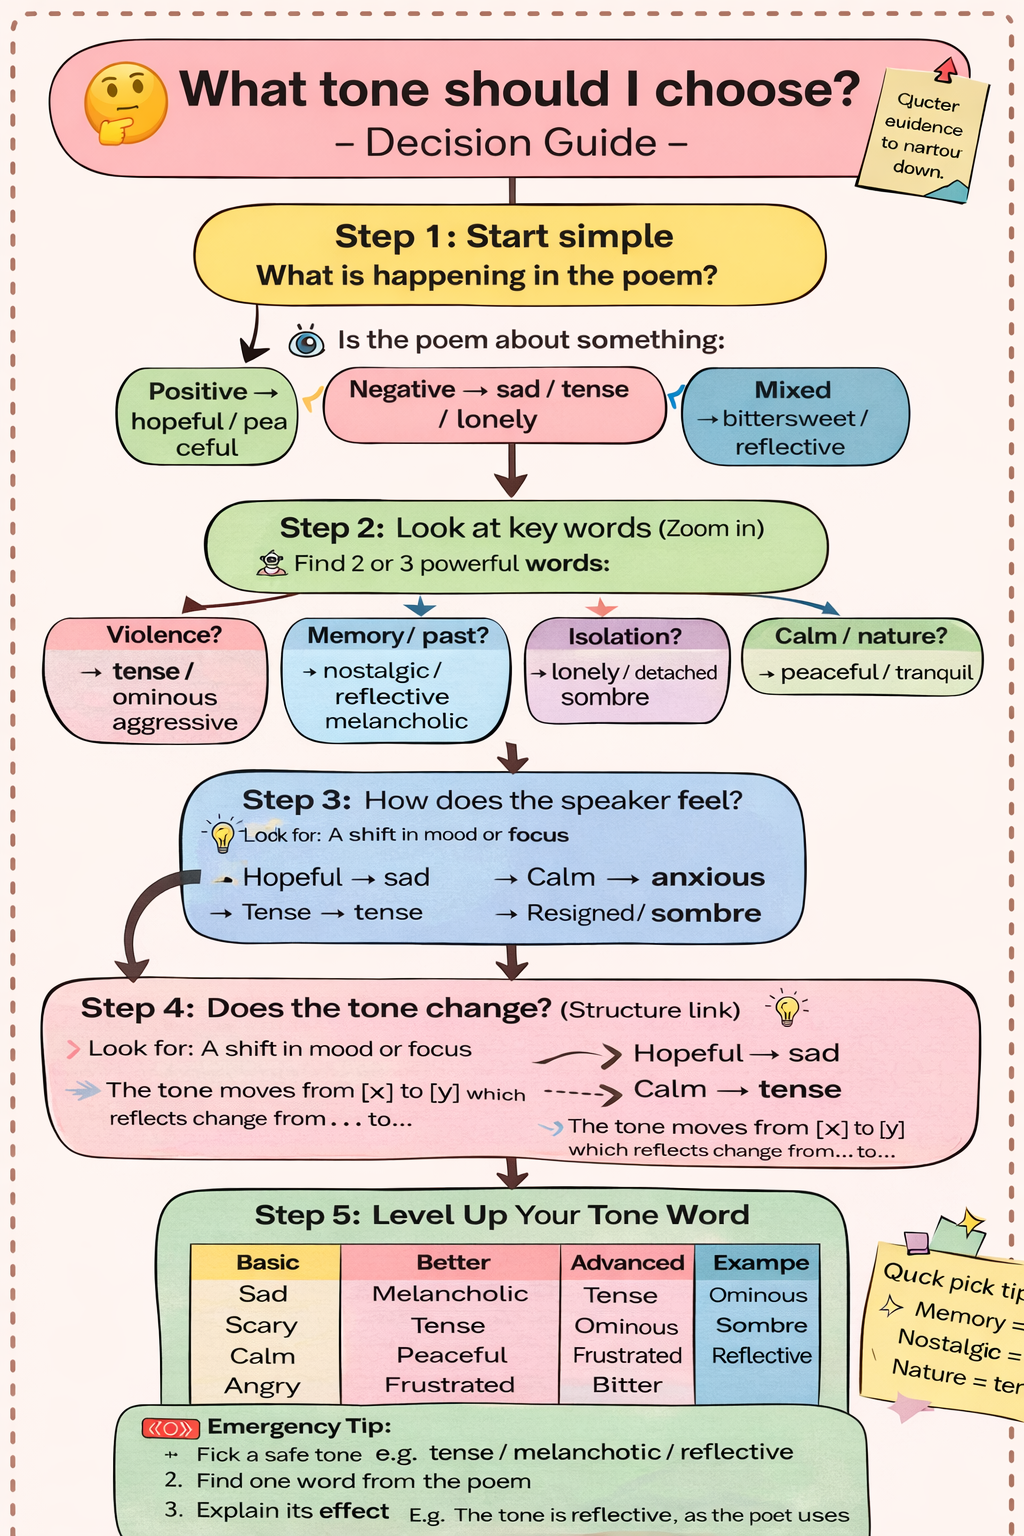 What tone should I choose?
– Decision Guide –
Qucter
euidence
to nartour
down.
Step 1: Start simple
What is happening in the poem?
Is the poem about something:
Positive →
hopeful / pea
ceful
Negative → sad / tense
/ lonely
Mixed
→ bittersweet /
reflective
Step 2: Look at key words (Zoom in)
Find 2 or 3 powerful words:
Violence?
→ tense /
ominous
aggressive
Memory / past?
→ nostalgic /
reflective
melancholic
Isolation?
→ lonely / detached
sombre
Calm / nature?
→ peaceful / tranquil
Step 3: How does the speaker feel?
Look for: A shift in mood or focus
Hopeful → sad
→ Calm → anxious
→ Tense → tense
→ Resigned/ sombre
Step 4: Does the tone change? (Structure link)
Look for: A shift in mood or focus
Hopeful → sad
The tone moves from [x] to [y] which
reflects change from . . . to...
Calm → tense
The tone moves from [x] to [y]
which reflects change from... to...
Step 5: Level Up Your Tone Word
Basic Better Advanced Exampe
Sad Melancholic Tense Ominous
Scary Tense Ominous Sombre
Calm Peaceful Frustrated Reflective
Angry Frustrated Bitter
Quck pick tip
Memory =
Nostalgic =
Nature = ter
Emergency Tip:
Fick a safe tone e.g. tense / melanchotic / reflective
2. Find one word from the poem
3. Explain its effect E.g. The tone is reflective, as the poet uses